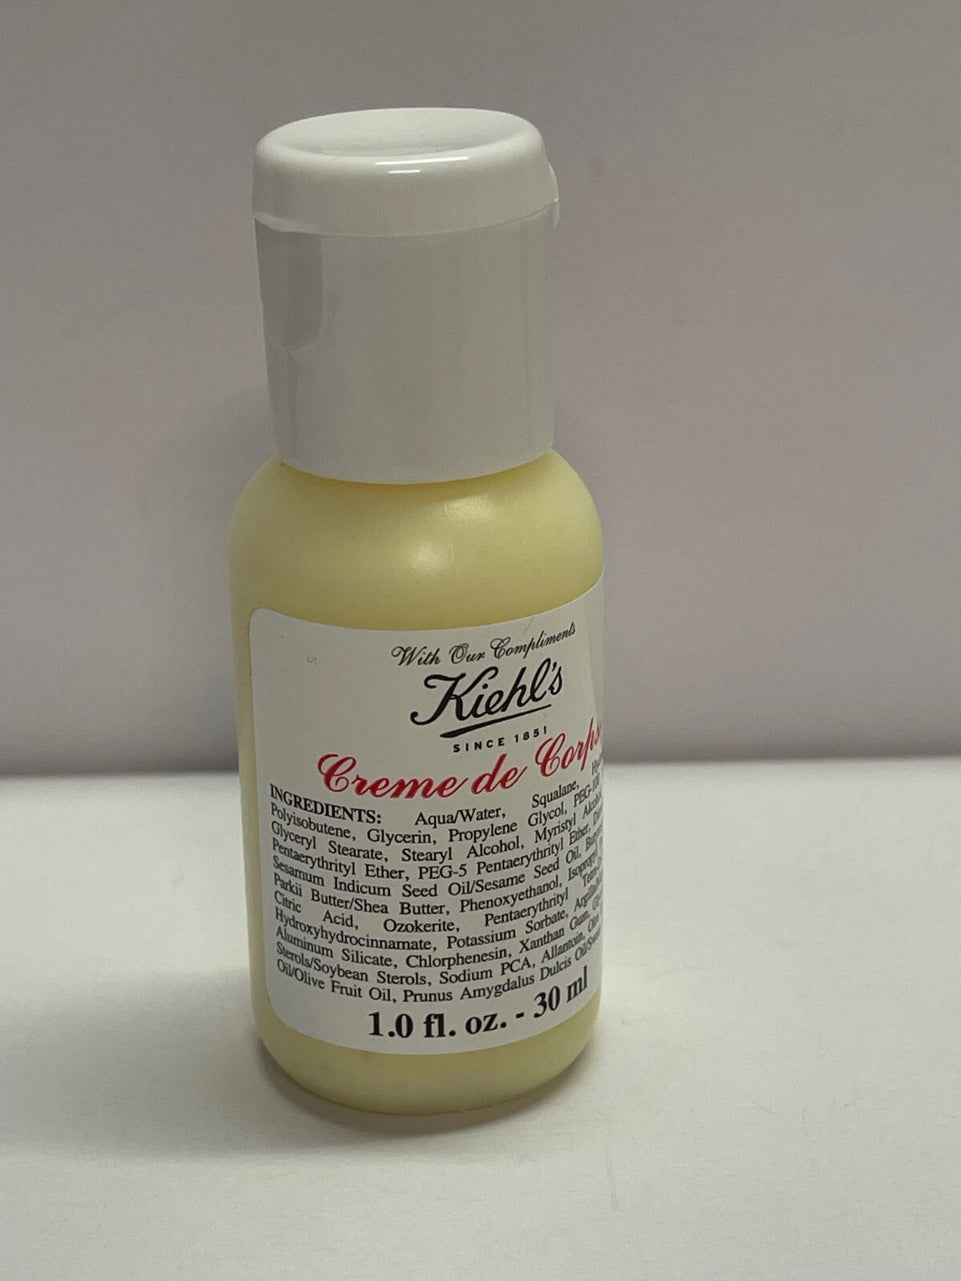 With Our Compliments
Kiehl's
SINCE 1851
Creme de Corps
INGREDIENTS: Aqua/Water, Squalane,
Polyisobutene, Glycerin, Propylene Glycol, PEG-100
Glyceryl Stearate, Stearyl Alcohol, Myristyl
Pentaerythrityl Ether, PEG-5 Pentaerythrityl Ether,
Sesamum Indicum Seed Oil/Sesame Seed Oil,
Parkii Butter/Shea Butter, Phenoxyethanol,
Citric Acid, Ozokerite, Pentaerythrityl
Hydroxyhydrocinnamate, Potassium Sorbate,
Aluminum Silicate, Chlorphenesin, Xanthan Gum,
Sterols/Soybean Sterols, Sodium PCA, Allantoin,
Oil/Olive Fruit Oil, Prunus Amygdalus Dulcis
1.0 fl. oz. - 30 ml